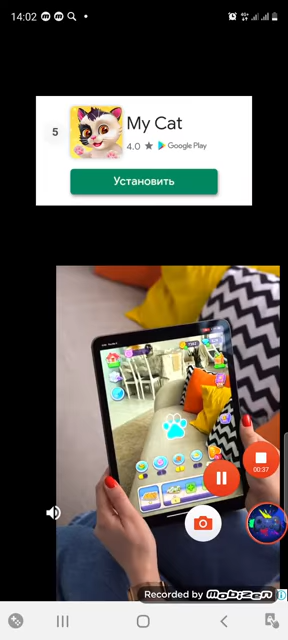 14:02
5
My Cat
4.0 ★ Google Play
Установить
00:37
Recorded by MOBIZEN